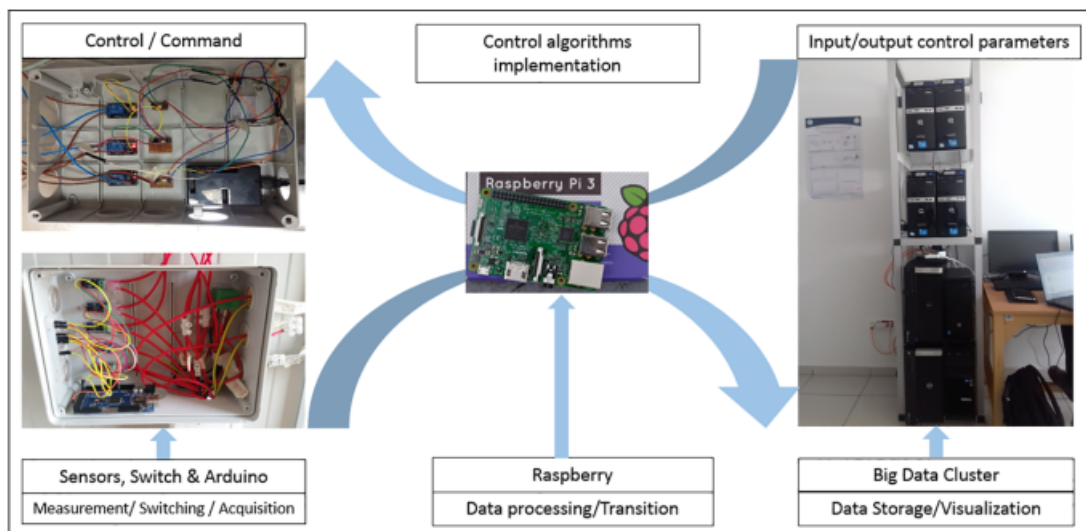 Control / Command
Control algorithms
implementation
Input/output control parameters
Raspberry Pi 3
Sensors, Switch & Arduino
Measurement/ Switching / Acquisition
Raspberry
Data processing/Transition
Big Data Cluster
Data Storage/Visualization